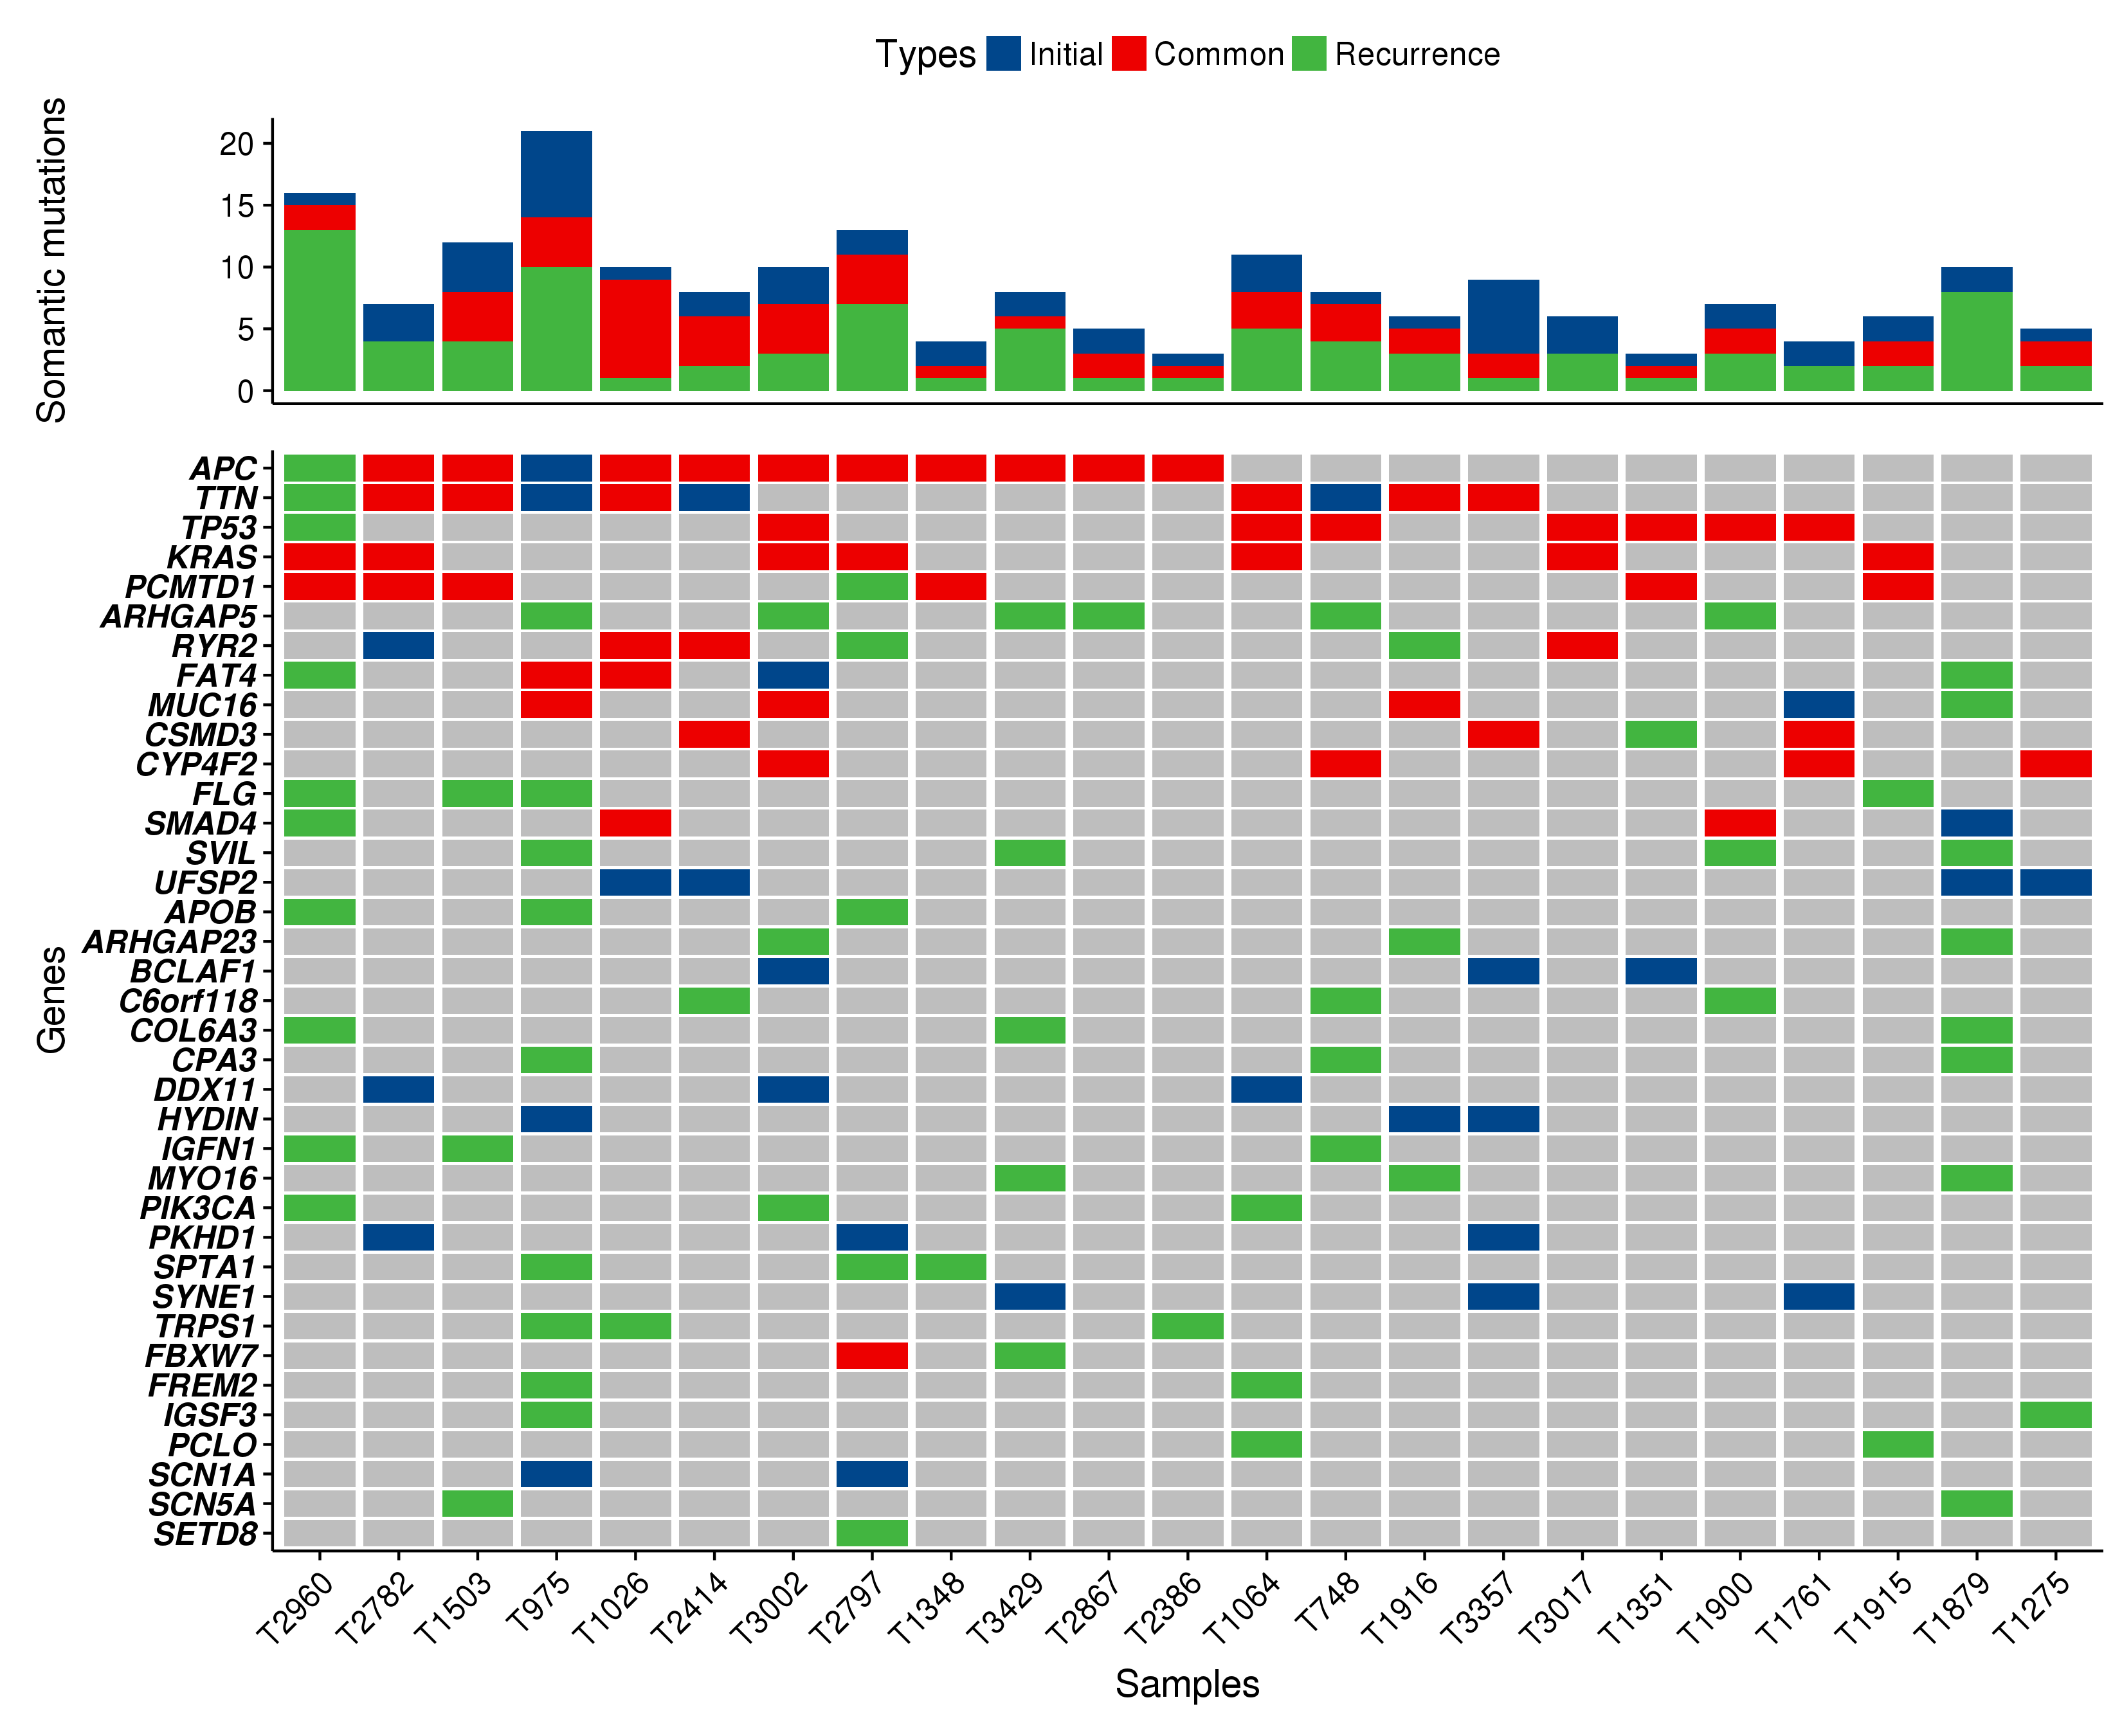 Types Initial Common Recurrence
Somantic mutations
20
15
10
5
0
Genes
APC
TTN
TP53
KRAS
PCMTD1
ARHGAP5
RYR2
FAT4
MUC16
CSMD3
CYP4F2
FLG
SMAD4
SVIL
UFSP2
APOB
ARHGAP23
BCLAF1
C6orf118
COL6A3
CPA3
DDX11
HYDIN
IGFN1
MYO16
PIK3CA
PKHD1
SPTA1
SYNE1
TRPS1
FBXW7
FREM2
IGSF3
PCLO
SCN1A
SCN5A
SETD8
T2960 T2782 T1503 T975 T1026 T2414 T3002 T2797 T1348 T3429 T2867 T2386 T1064 T748 T1916 T3357 T3017 T1351 T1900 T1761 T1915 T1879 T1275
Samples